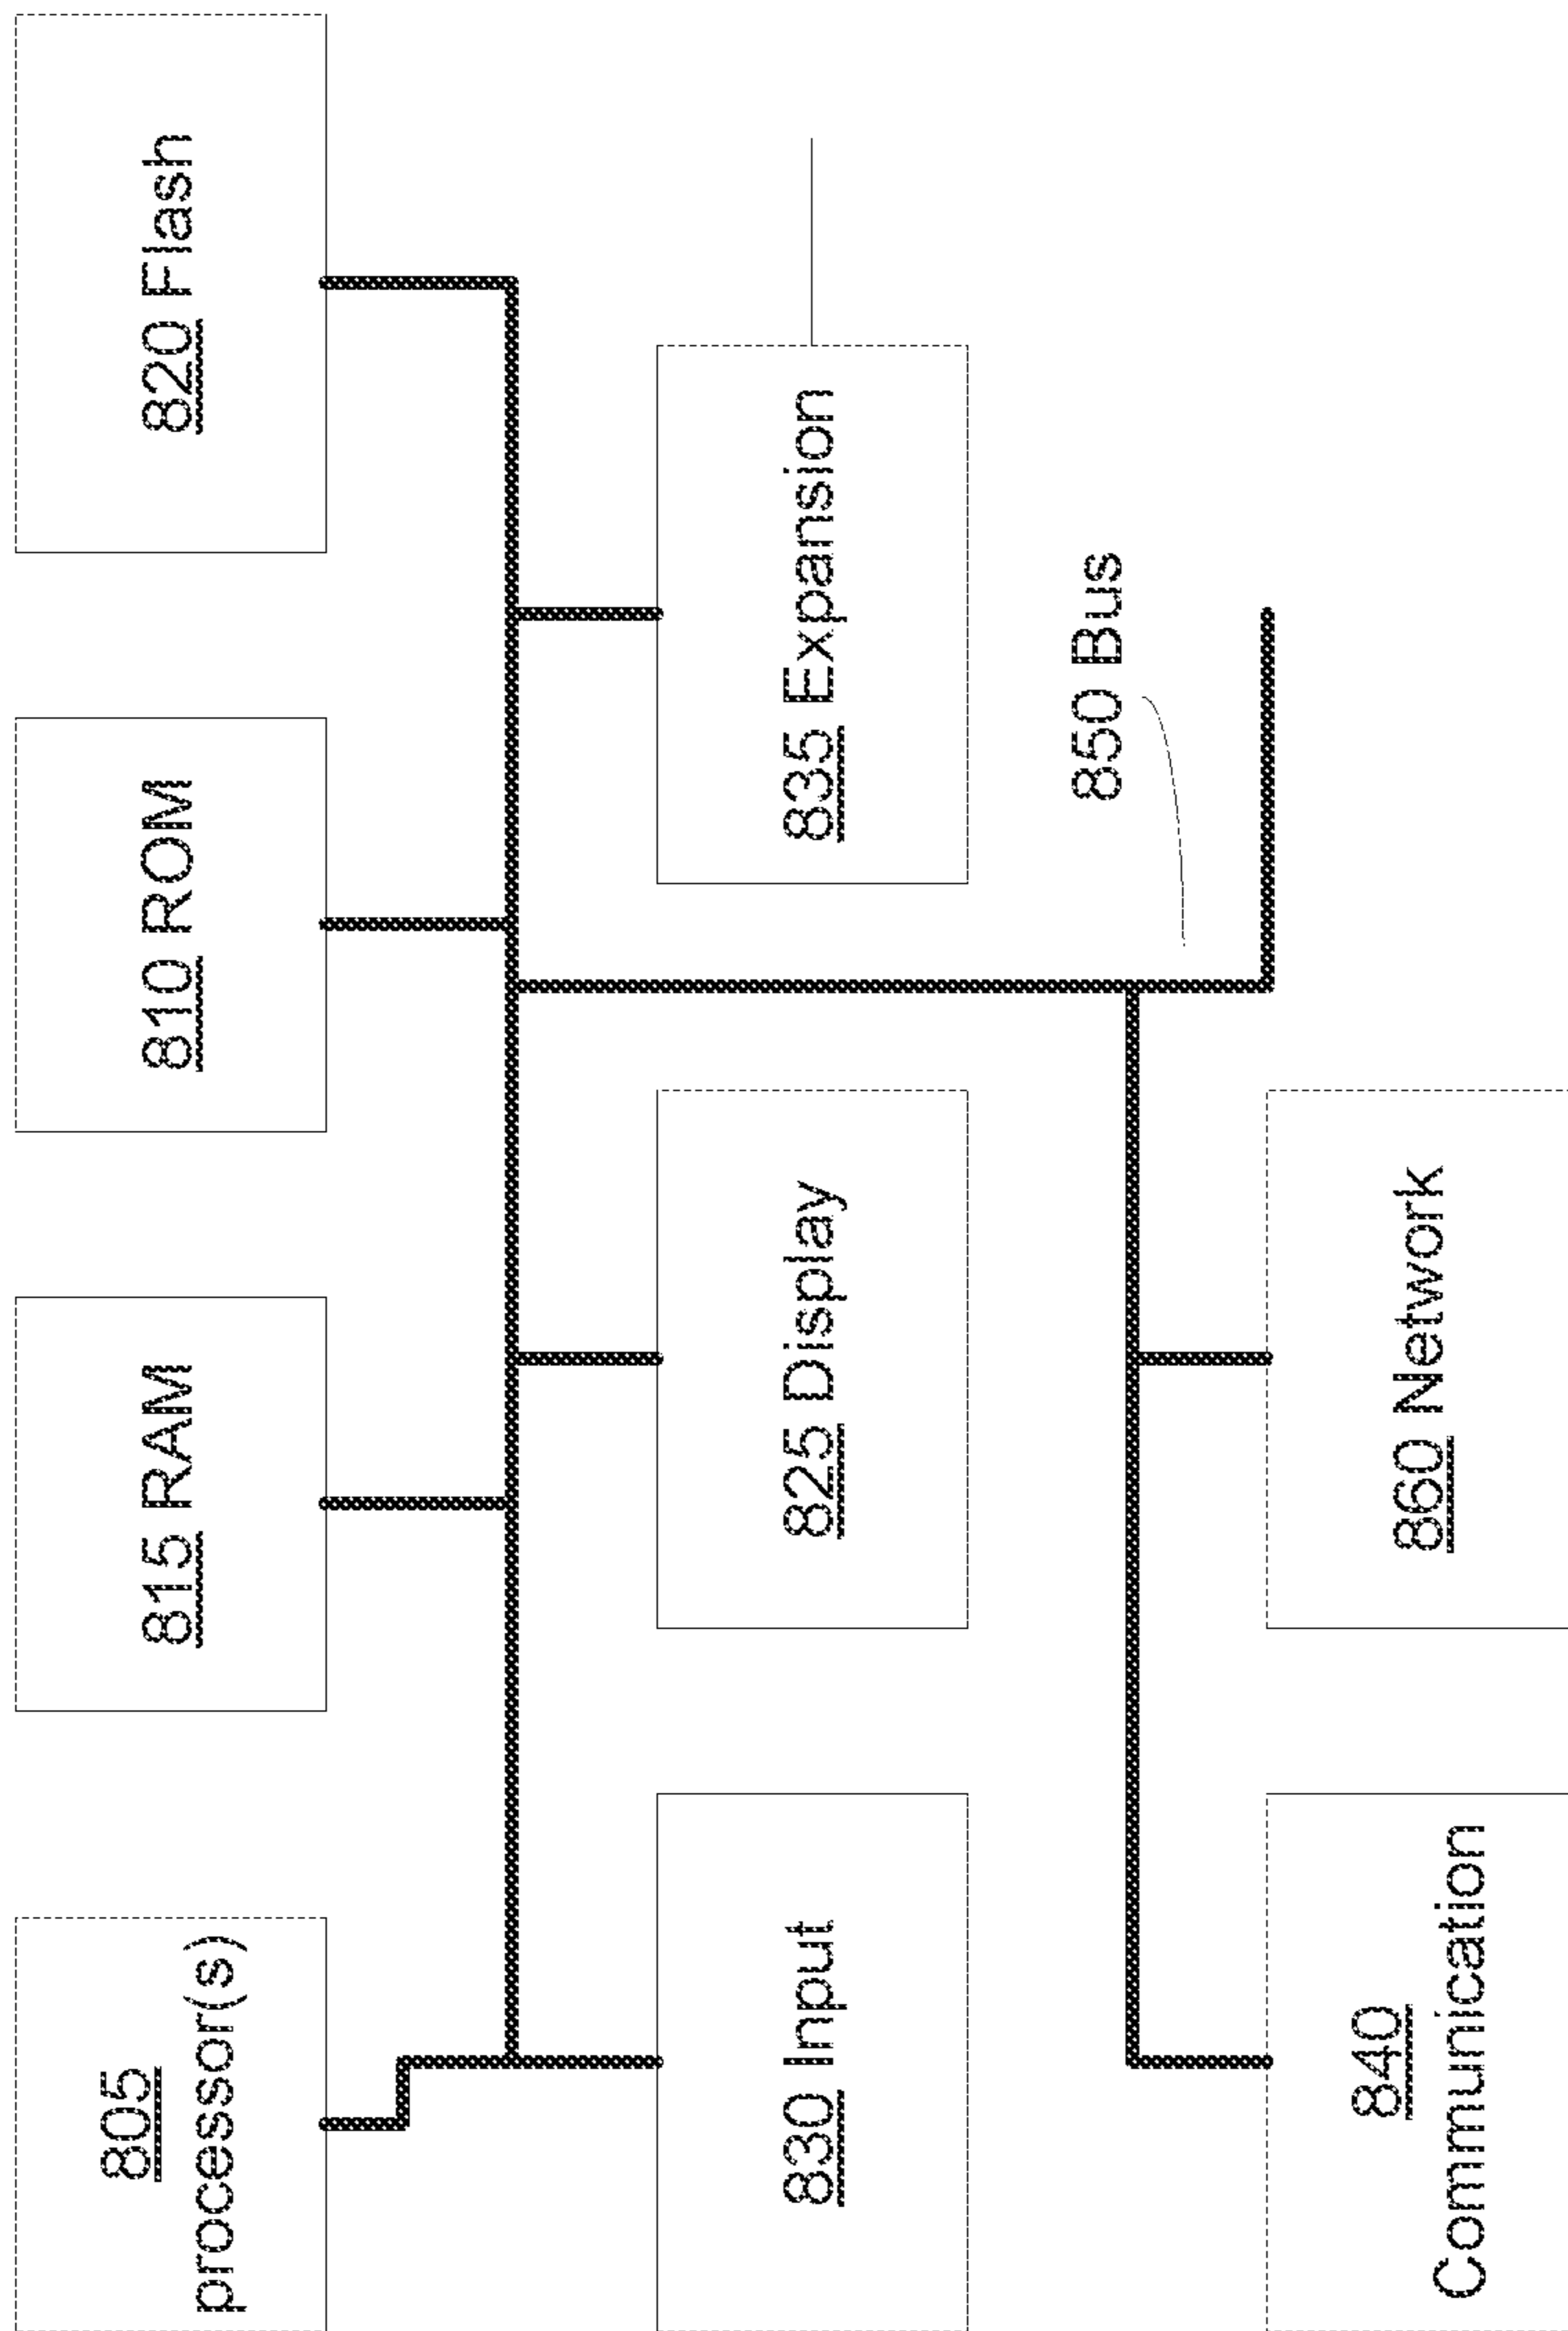 805
processor(s)
815 RAM
810 ROM
820 Flash
830 Input
825 Display
835 Expansion
850 Bus
840
Communication
860 Network